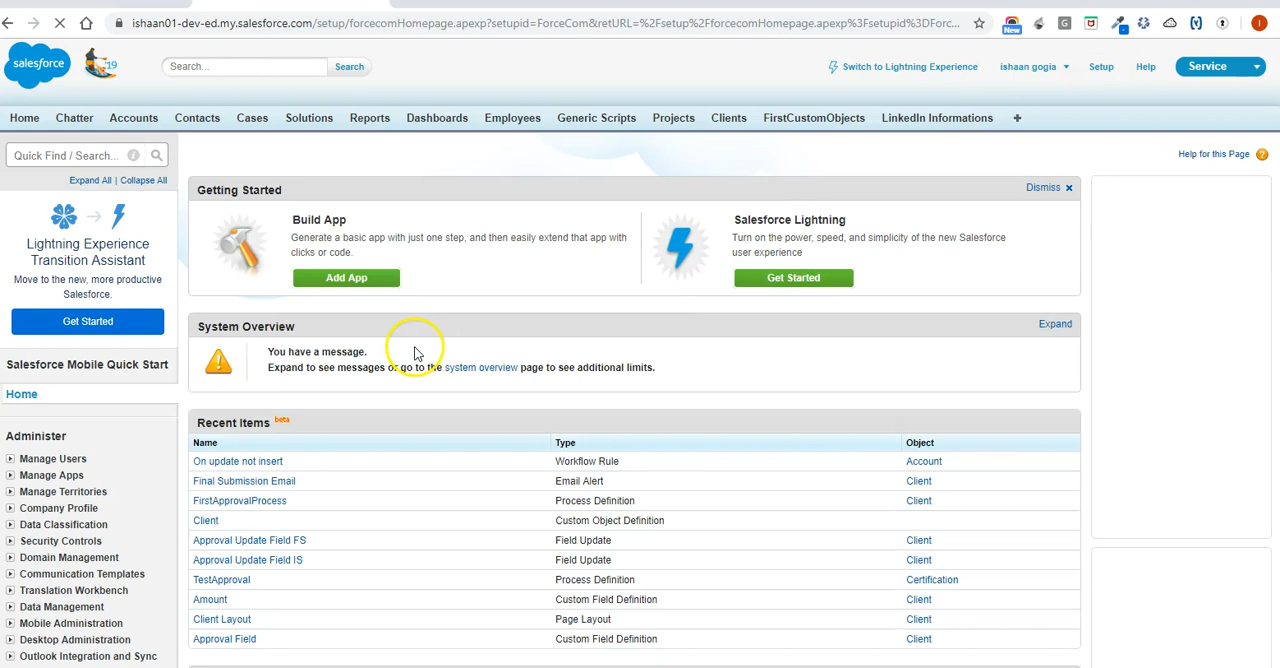 ishaan01-dev-ed.my.salesforce.com/setup/forcecomHomepage.apexp?setupid=ForceCom&retURL=%2Fsetup%2FforcecomHomepage.apexp%3Fsetupid%3DForc...
New
G
I
salesforce
19
Search...
Search
Switch to Lightning Experience
ishaan gogia
Setup
Help
Service
Home Chatter Accounts Contacts Cases Solutions Reports Dashboards Employees Generic Scripts Projects Clients FirstCustomObjects LinkedIn Informations +
Quick Find / Search...
Expand All | Collapse All
Lightning Experience
Transition Assistant
Move to the new, more productive
Salesforce.
Get Started
Salesforce Mobile Quick Start
Home
Administer
Manage Users
Manage Apps
Manage Territories
Company Profile
Data Classification
Security Controls
Domain Management
Communication Templates
Translation Workbench
Data Management
Mobile Administration
Desktop Administration
Outlook Integration and Sync
Help for this Page
Getting Started
Dismiss
Build App
Generate a basic app with just one step, and then easily extend that app with
clicks or code.
Add App
Salesforce Lightning
Turn on the power, speed, and simplicity of the new Salesforce
user experience
Get Started
System Overview
Expand
You have a message.
Expand to see messages or go to the system overview page to see additional limits.
Recent Items beta
Name Type Object
On update not insert Workflow Rule Account
Final Submission Email Email Alert Client
FirstApprovalProcess Process Definition Client
Client Custom Object Definition
Approval Update Field FS Field Update Client
Approval Update Field IS Field Update Client
TestApproval Process Definition Certification
Amount Custom Field Definition Client
Client Layout Page Layout Client
Approval Field Custom Field Definition Client